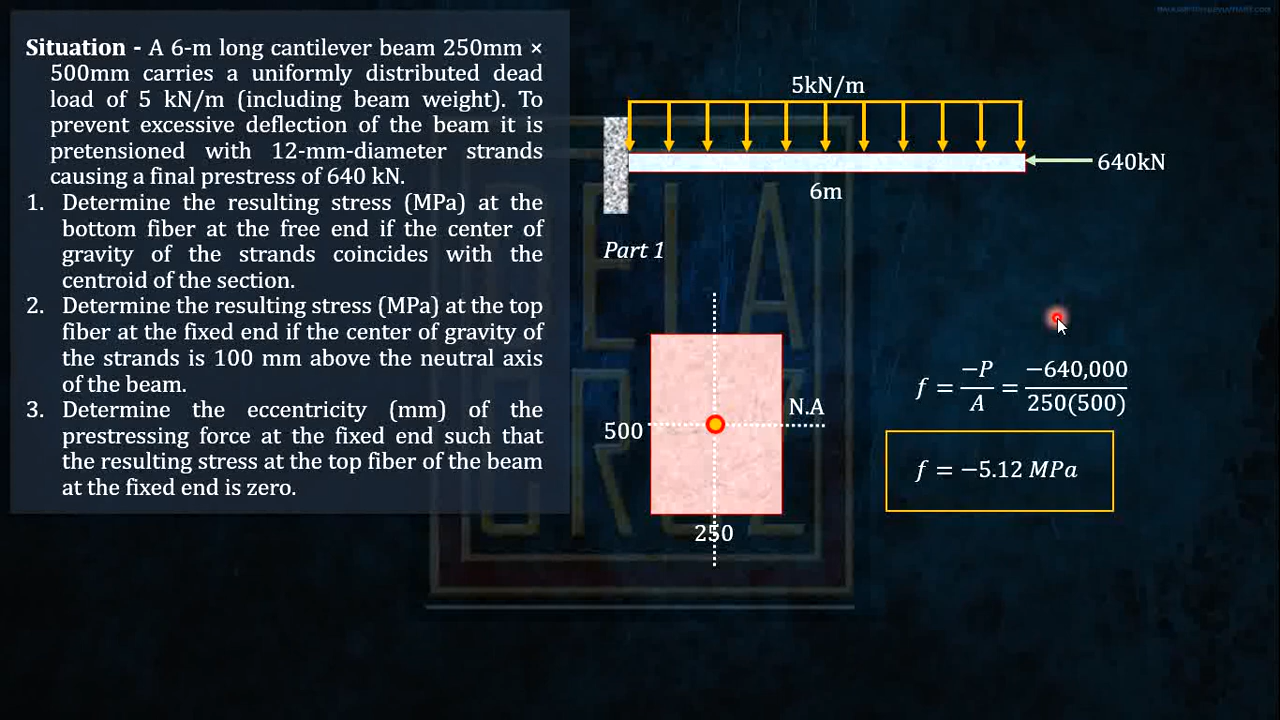 Situation - A 6-m long cantilever beam 250mm ×
500mm carries a uniformly distributed dead
load of 5 kN/m (including beam weight). To
prevent excessive deflection of the beam it is
pretensioned with 12-mm-diameter strands
causing a final prestress of 640 kN.
1. Determine the resulting stress (MPa) at the
bottom fiber at the free end if the center of
gravity of the strands coincides with the
centroid of the section.
2. Determine the resulting stress (MPa) at the top
fiber at the fixed end if the center of gravity of
the strands is 100 mm above the neutral axis
of the beam.
3. Determine the eccentricity (mm) of the
prestressing force at the fixed end such that
the resulting stress at the top fiber of the beam
at the fixed end is zero.
5kN/m
640kN
6m
Part 1
N.A
500
250
f = −P/A = −640,000/250(500)
f = −5.12 MPa
DELA
CRUZ